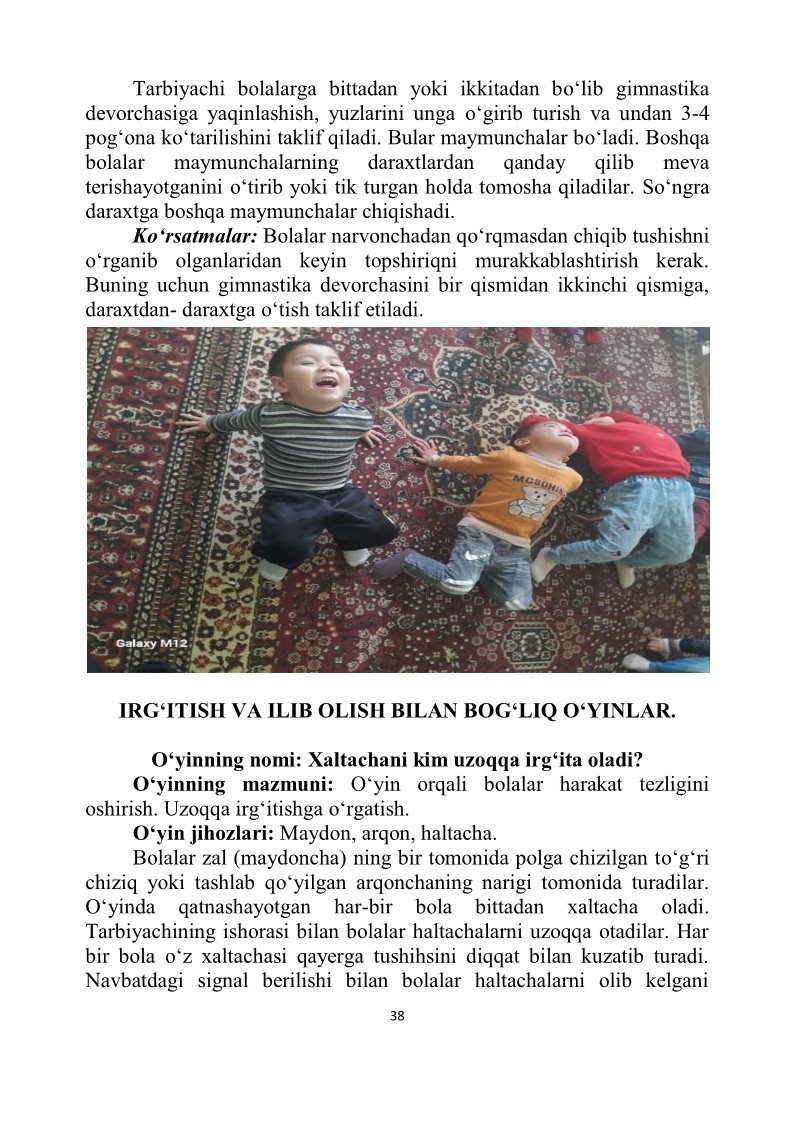 Tarbiyachi bolalarga bittadan yoki ikkitadan bo‘lib gimnastika
devorchasiga yaqinlashish, yuzlarini unga o‘girib turish va undan 3-4
pog‘ona ko‘tarilishini taklif qiladi. Bular maymunchalar bo‘ladi. Boshqa
bolalar maymunchalarning daraxtlardan qanday qilib meva
terishayotganini o‘tirib yoki tik turgan holda tomosha qiladilar. So‘ngra
daraxtga boshqa maymunchalar chiqishadi.
Ko‘rsatmalar: Bolalar narvonchadan qo‘rqmasdan chiqib tushishni
o‘rganib olganlaridan keyin topshiriqni murakkablashtirish kerak.
Buning uchun gimnastika devorchasini bir qismidan ikkinchi qismiga,
daraxtdan- daraxtga o‘tish taklif etiladi.
Galaxy M12
IRG‘ITISH VA ILIB OLISH BILAN BOG‘LIQ O‘YINLAR.
O‘yinning nomi: Xaltachani kim uzoqqa irg‘ita oladi?
O‘yinning mazmuni: O‘yin orqali bolalar harakat tezligini
oshirish. Uzoqqa irg‘itishga o‘rgatish.
O‘yin jihozlari: Maydon, arqon, haltacha.
Bolalar zal (maydoncha) ning bir tomonida polga chizilgan to‘g‘ri
chiziq yoki tashlab qo‘yilgan arqonchaning narigi tomonida turadilar.
O‘yinda qatnashayotgan har-bir bola bittadan xaltacha oladi.
Tarbiyachining ishorasi bilan bolalar haltachalarni uzoqqa otadilar. Har
bir bola o‘z xaltachasi qayerga tushihsini diqqat bilan kuzatib turadi.
Navbatdagi signal berilishi bilan bolalar haltachalarni olib kelgani
38